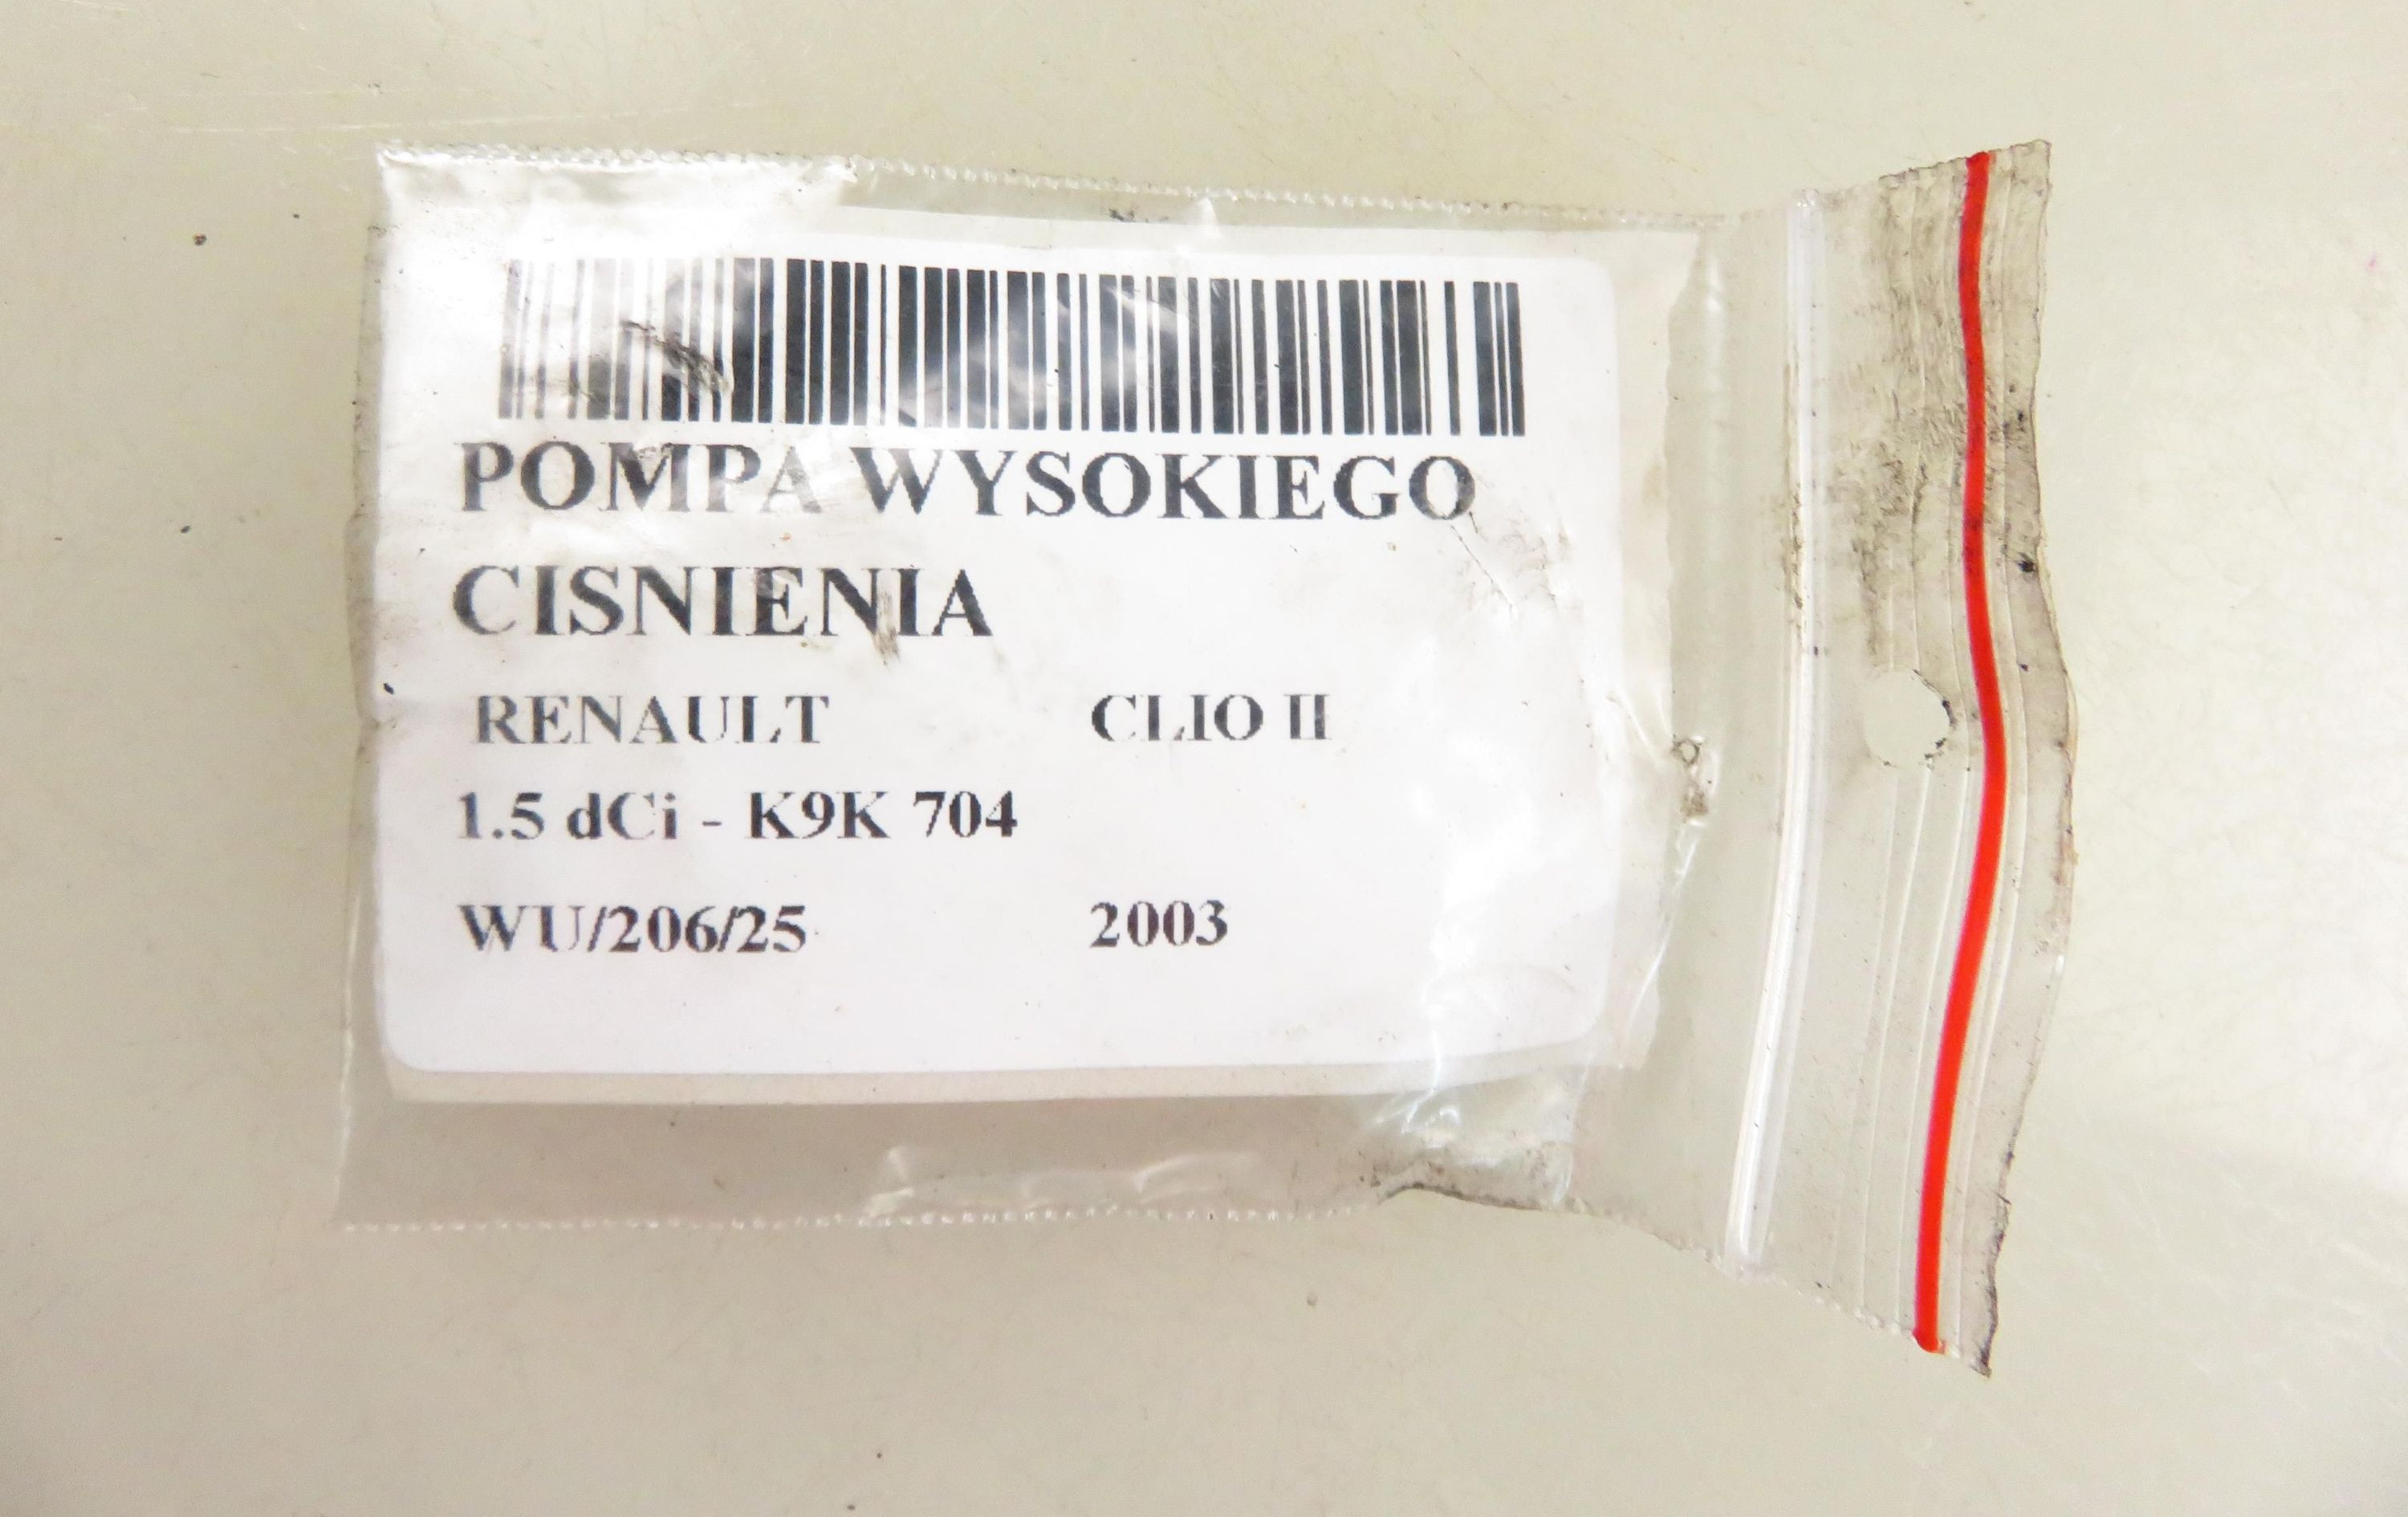 POMPA WYSOKIEGO
CISNIENIA
RENAULT CLIO II
1.5 dCi - K9K 704
WU/206/25 2003